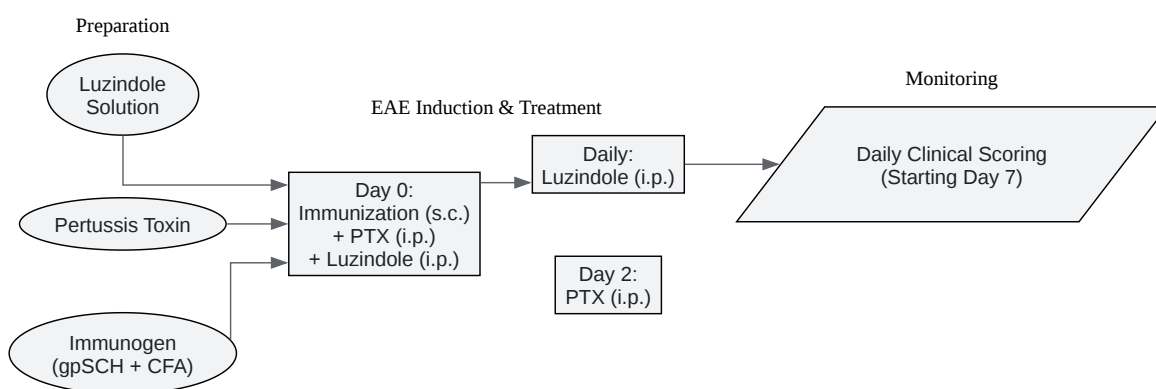 Preparation
Luzindole
Solution
Pertussis Toxin
Immunogen
(gpSCH + CFA)
EAE Induction & Treatment
Day 0:
Immunization (s.c.)
+ PTX (i.p.)
+ Luzindole (i.p.)
Daily:
Luzindole (i.p.)
Day 2:
PTX (i.p.)
Monitoring
Daily Clinical Scoring
(Starting Day 7)